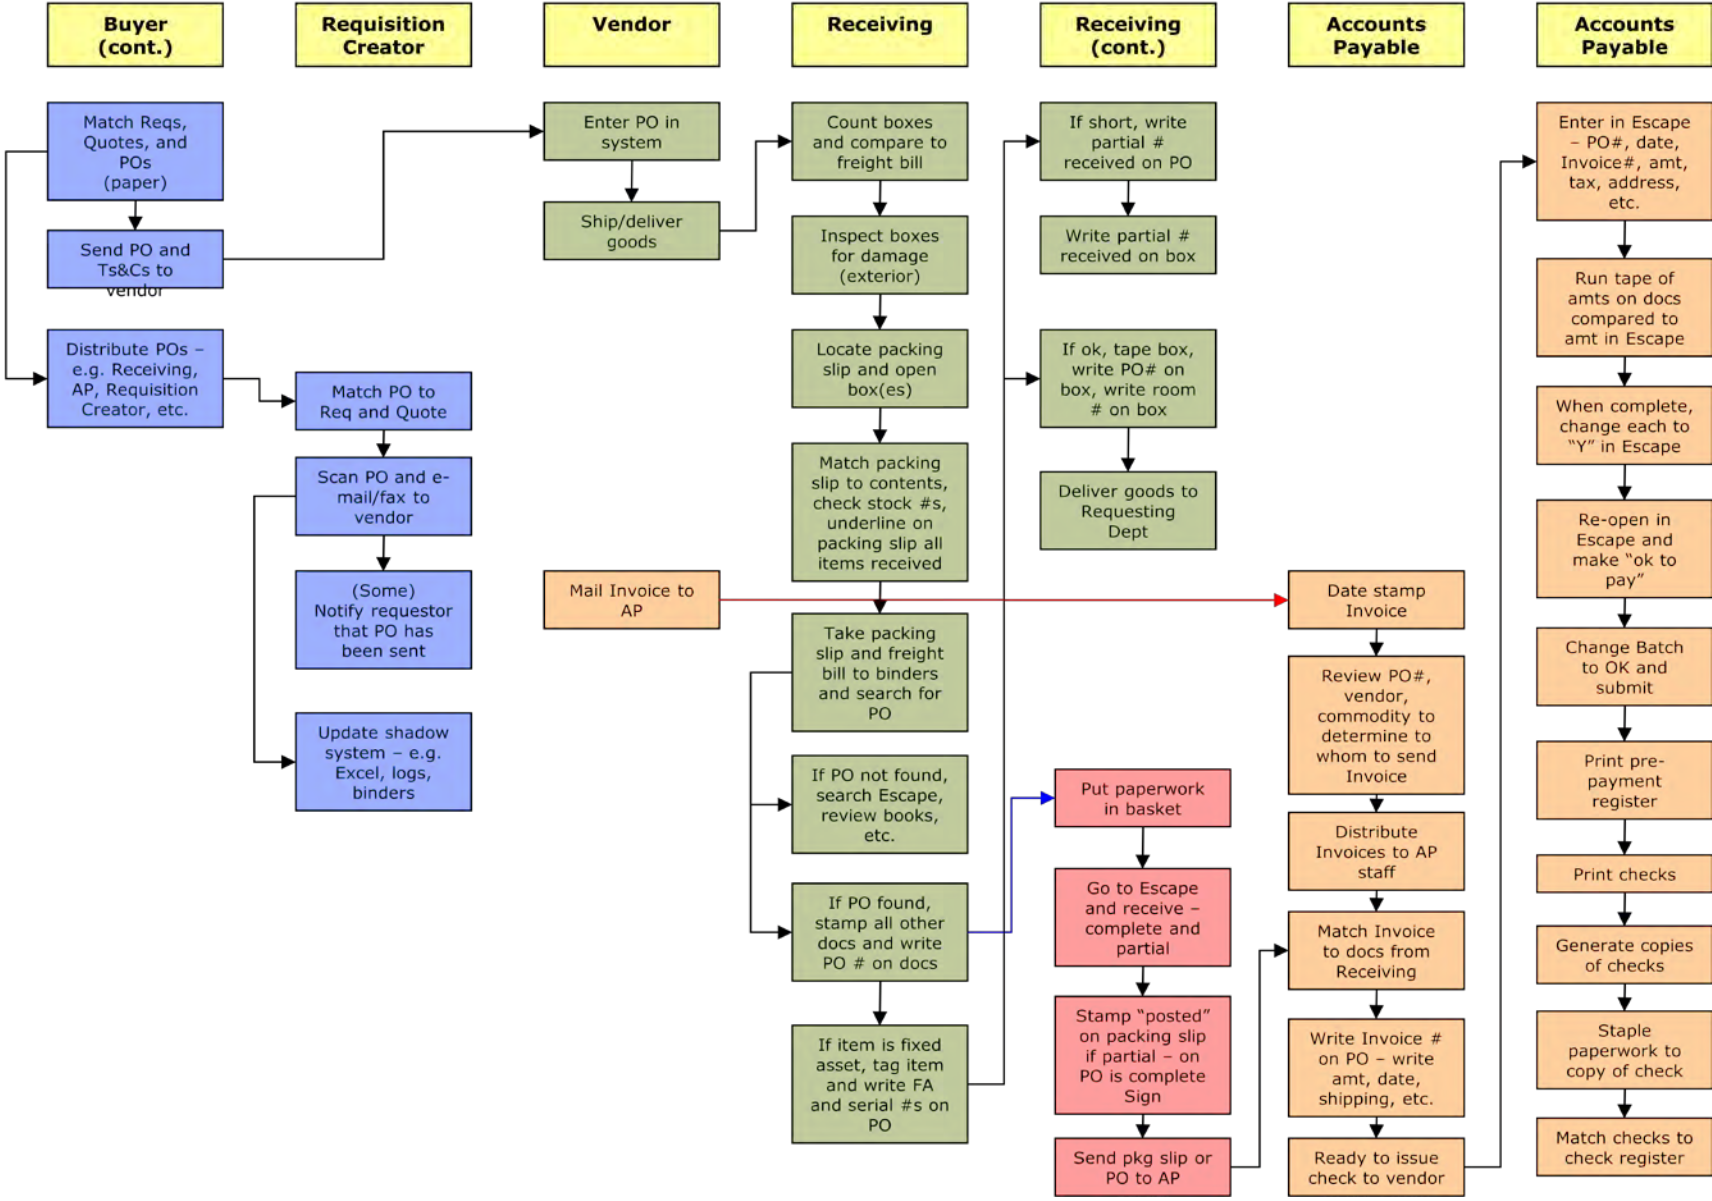 Buyer
(cont.)
Requisition
Creator
Vendor
Receiving
Receiving
(cont.)
Accounts
Payable
Accounts
Payable
Match Reqs,
Quotes, and
POs
(paper)
Send PO and
Ts&Cs to
vendor
Distribute POs –
e.g. Receiving,
AP, Requisition
Creator, etc.
Match PO to
Req and Quote
Scan PO and e-
mail/fax to
vendor
(Some)
Notify requestor
that PO has
been sent
Update shadow
system – e.g.
Excel, logs,
binders
Enter PO in
system
Ship/deliver
goods
Mail Invoice to
AP
Count boxes
and compare to
freight bill
Inspect boxes
for damage
(exterior)
Locate packing
slip and open
box(es)
Match packing
slip to contents,
check stock #s,
underline on
packing slip all
items received
Take packing
slip and freight
bill to binders
and search for
PO
If PO not found,
search Escape,
review books,
etc.
If PO found,
stamp all other
docs and write
PO # on docs
If item is fixed
asset, tag item
and write FA
and serial #s on
PO
If short, write
partial #
received on PO
Write partial #
received on box
If ok, tape box,
write PO# on
box, write room
# on box
Deliver goods to
Requesting
Dept
Put paperwork
in basket
Go to Escape
and receive –
complete and
partial
Stamp “posted”
on packing slip
if partial – on
PO is complete
Sign
Send pkg slip or
PO to AP
Date stamp
Invoice
Review PO#,
vendor,
commodity to
determine to
whom to send
Invoice
Distribute
Invoices to AP
staff
Match Invoice
to docs from
Receiving
Write Invoice #
on PO – write
amt, date,
shipping, etc.
Ready to issue
check to vendor
Enter in Escape
– PO#, date,
Invoice#, amt,
tax, address,
etc.
Run tape of
amts on docs
compared to
amt in Escape
When complete,
change each to
“Y” in Escape
Re-open in
Escape and
make “ok to
pay”
Change Batch
to OK and
submit
Print pre-
payment
register
Print checks
Generate copies
of checks
Staple
paperwork to
copy of check
Match checks to
check register